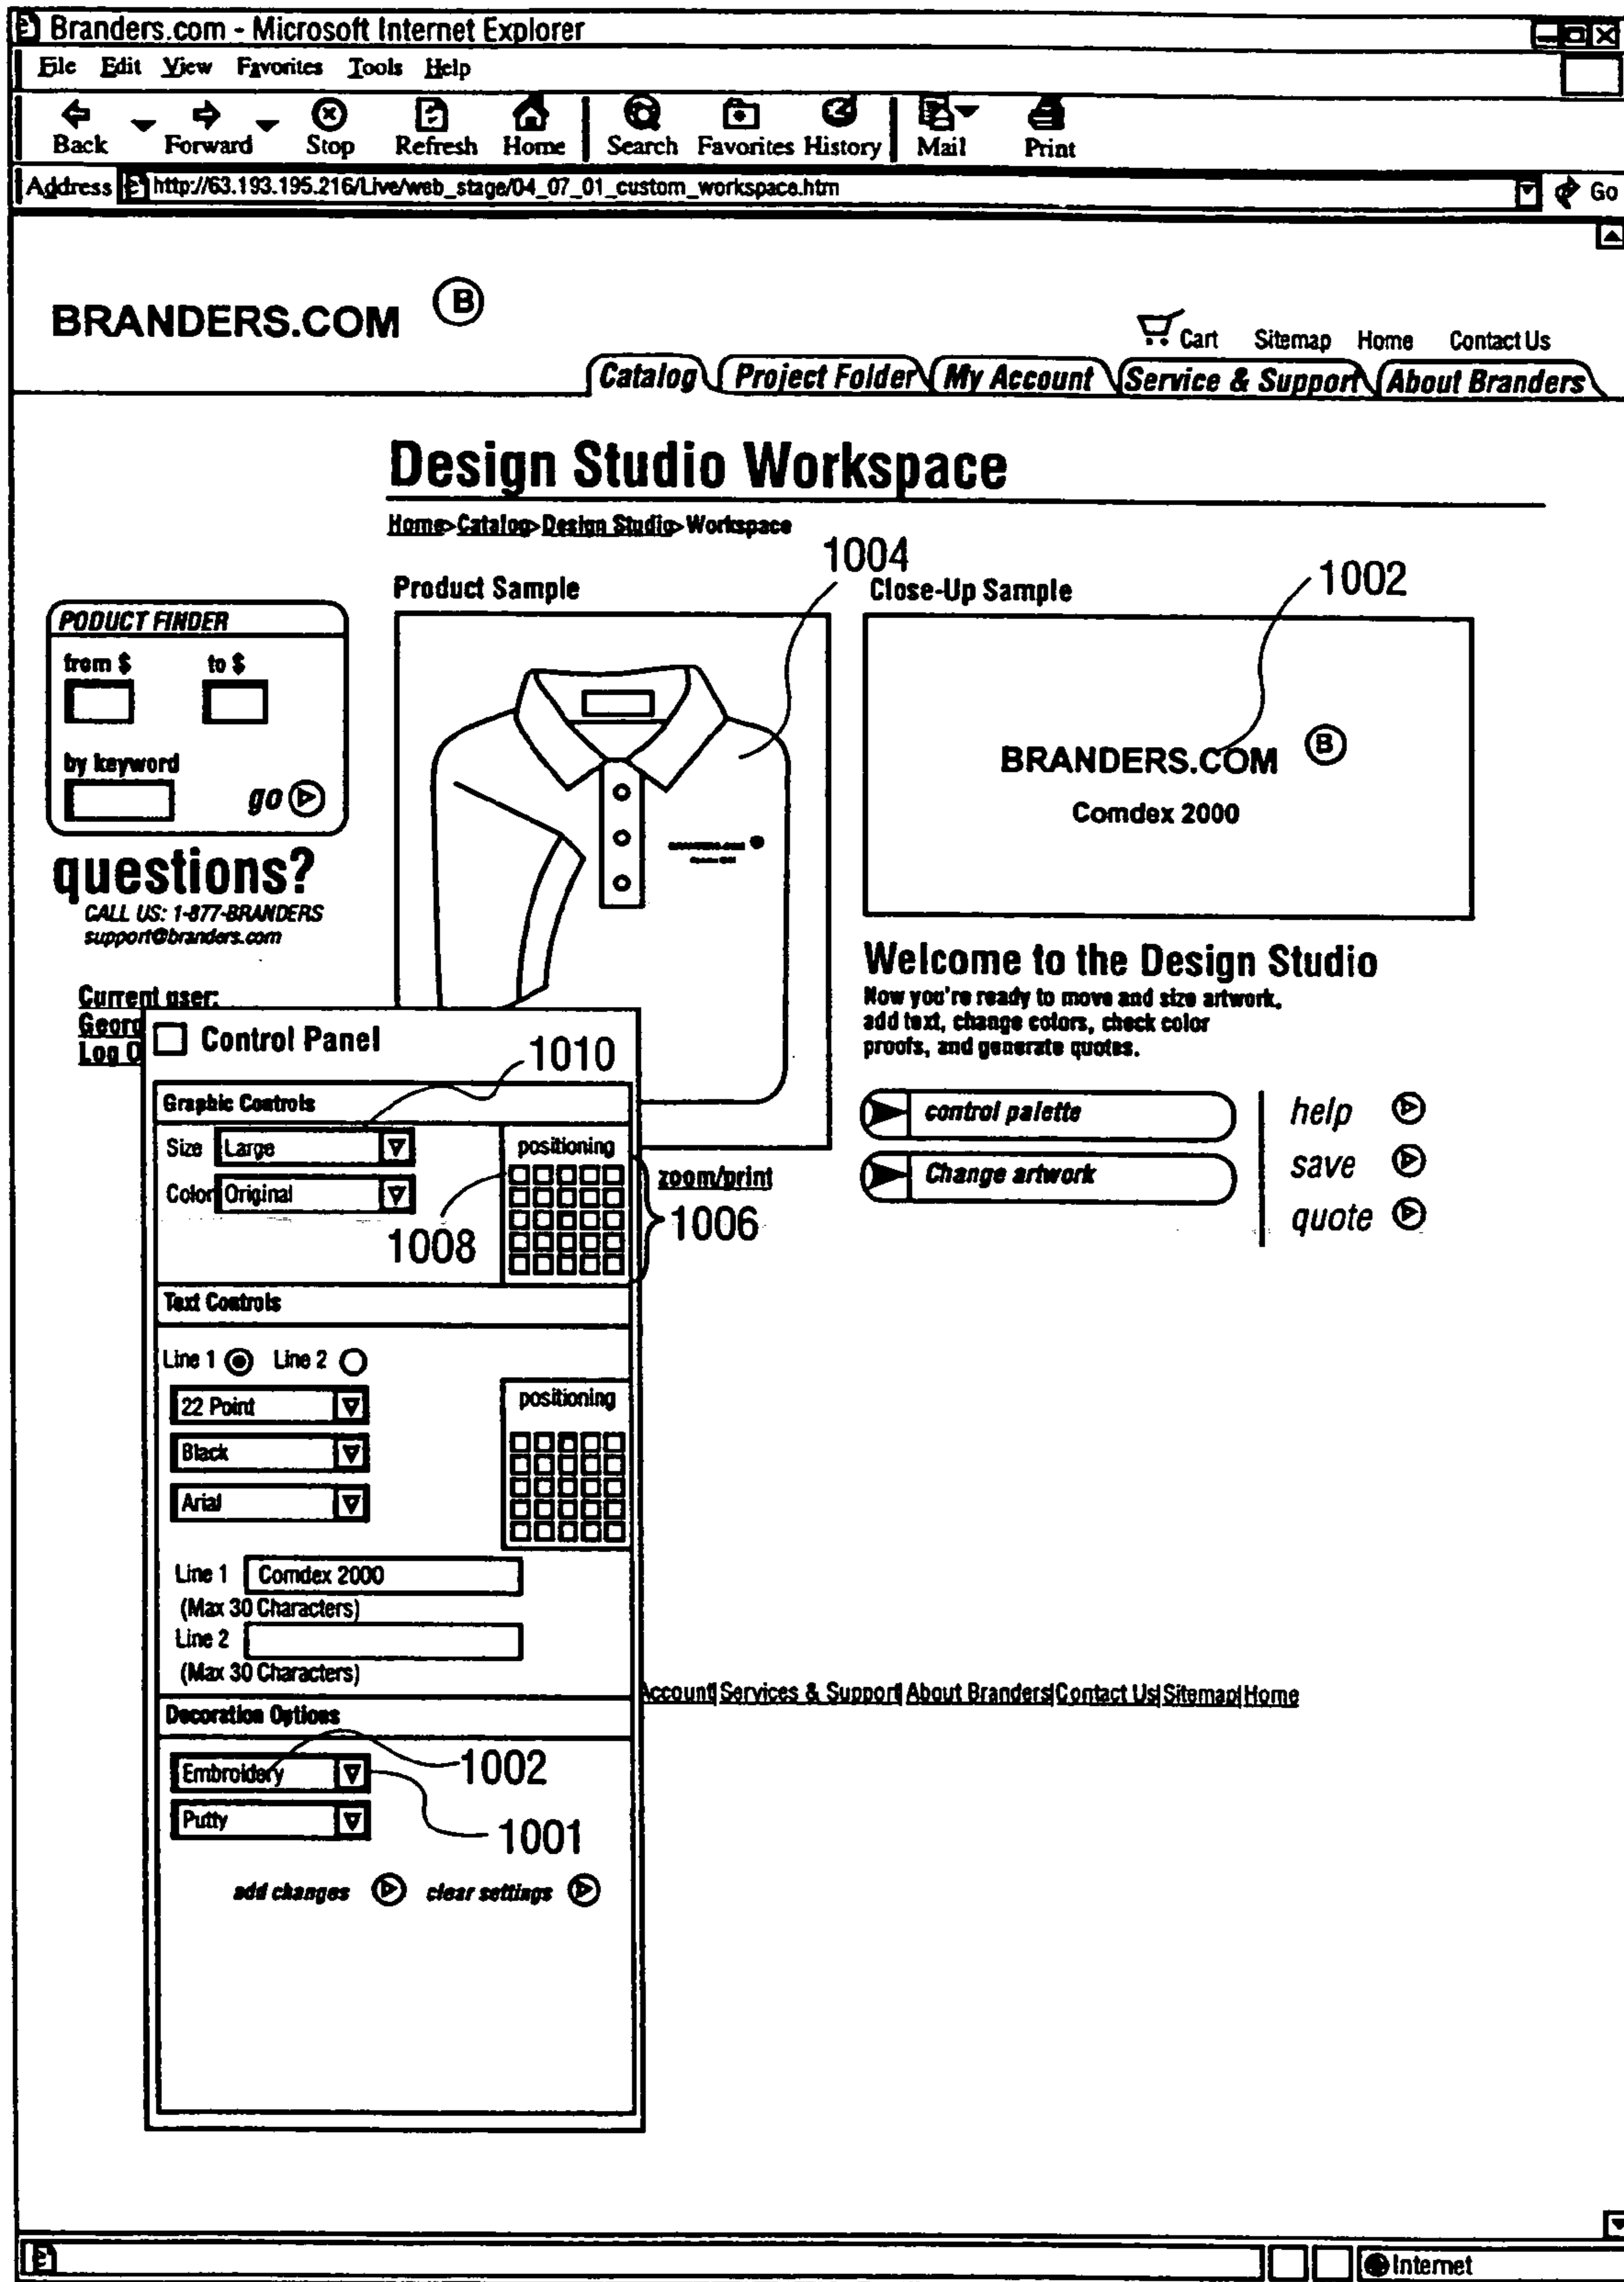 Branders.com - Microsoft Internet Explorer
File Edit View Favorites Tools Help
Back Forward Stop Refresh Home Search Favorites History Mail Print
Address http://63.193.195.216/Live/web_stage/04_07_01_custom_workspace.htm Go
BRANDERS.COM B
Cart Sitemap Home Contact Us
Catalog Project Folder My Account Service & Support About Branders
Design Studio Workspace
Home>Catalog>Design Studio>Workspace
1004
1002
Product Sample
Close-Up Sample
PODUCT FINDER
from $ to $
by keyword
go
BRANDERS.COM B
Comdex 2000
questions?
CALL US: 1-877-BRANDERS
support@branders.com
Welcome to the Design Studio
Now you're ready to move and size artwork,
add text, change colors, check color
proofs, and generate quotes.
Current user:
Georg
Log O
Control Panel
1010
Graphic Controls
Size Large
positioning
Color Original
zoom/print
1008
1006
control palette
Change artwork
help
save
quote
Text Controls
Line 1 Line 2
22 Point
positioning
Black
Arial
Line 1 Comdex 2000
(Max 30 Characters)
Line 2
(Max 30 Characters)
Account|Services & Support|About Branders|Contact Us|Sitemap|Home
Decoration Options
Embroidery
1002
Putty
1001
add changes clear settings
Internet